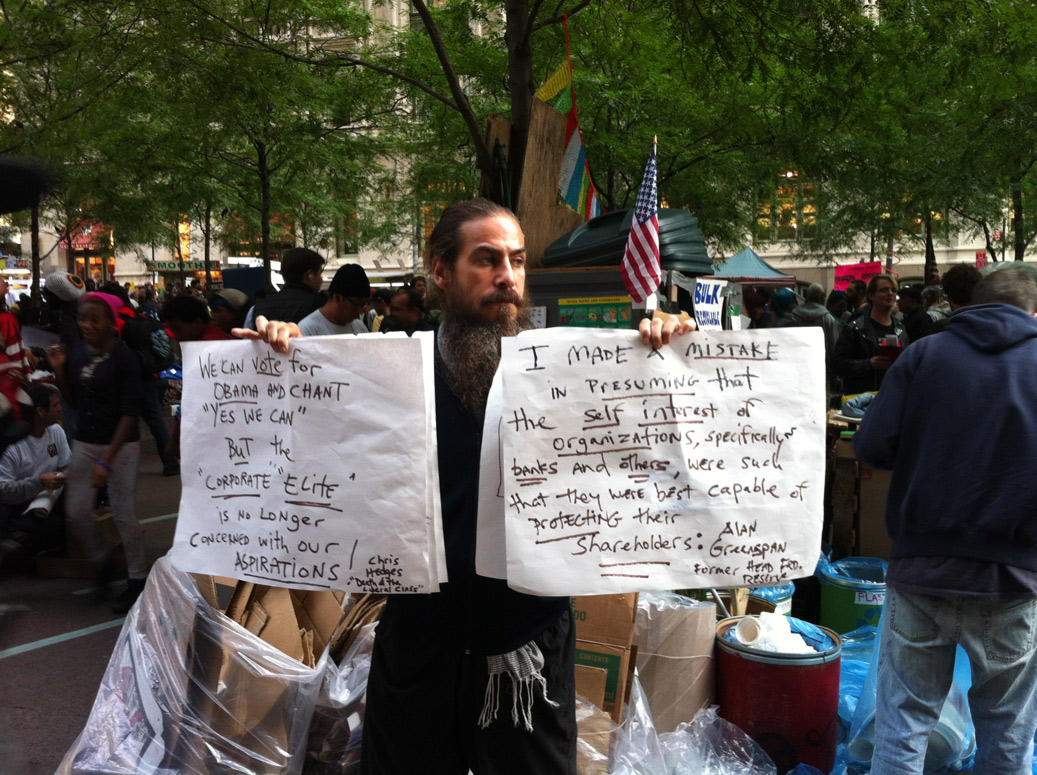 WE CAN VOTE for
OBAMA AND CHANT
"YES WE CAN"
BUT the
"CORPORATE" "ELITE"
IS NO LONGER
CONCERNED WITH OUR
ASPIRATIONS!
Chris
Hedges
"Death of the
Liberal Class"
I MADE A MISTAKE
IN PRESUMING that
the self interest of
organizations, specifically
banks and others, were such
that they were best capable of
protecting their
shareholders:
ALAN
GREENSPAN
Former HEAD FED.
RESERVE
BULK
SMOOTH
PLAS